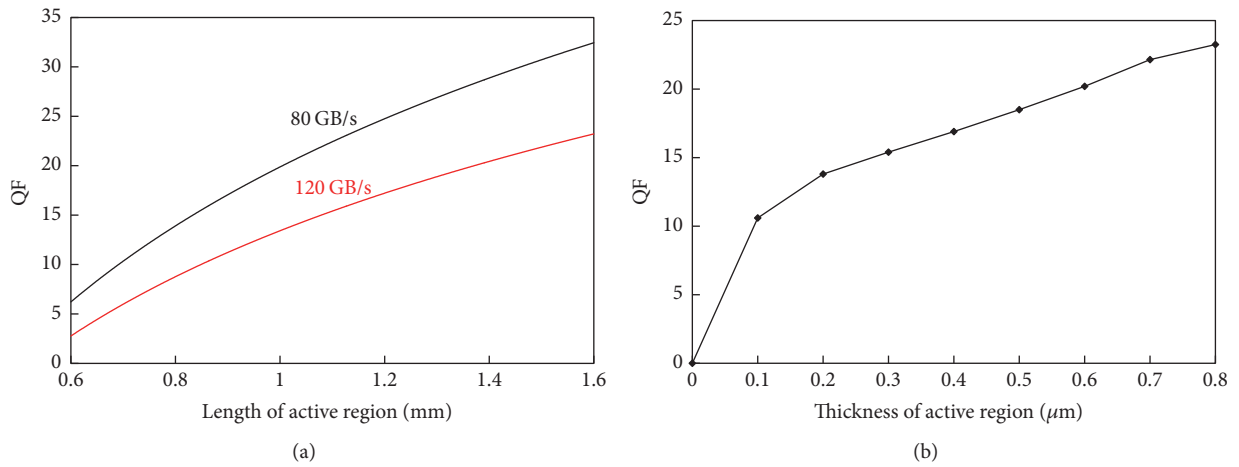 35
30
25
20
15
10
5
0
QF
80 GB/s
120 GB/s
0.6 0.8 1 1.2 1.4 1.6
Length of active region (mm)
(a)
25
20
15
10
5
0
QF
0 0.1 0.2 0.3 0.4 0.5 0.6 0.7 0.8
Thickness of active region (μm)
(b)